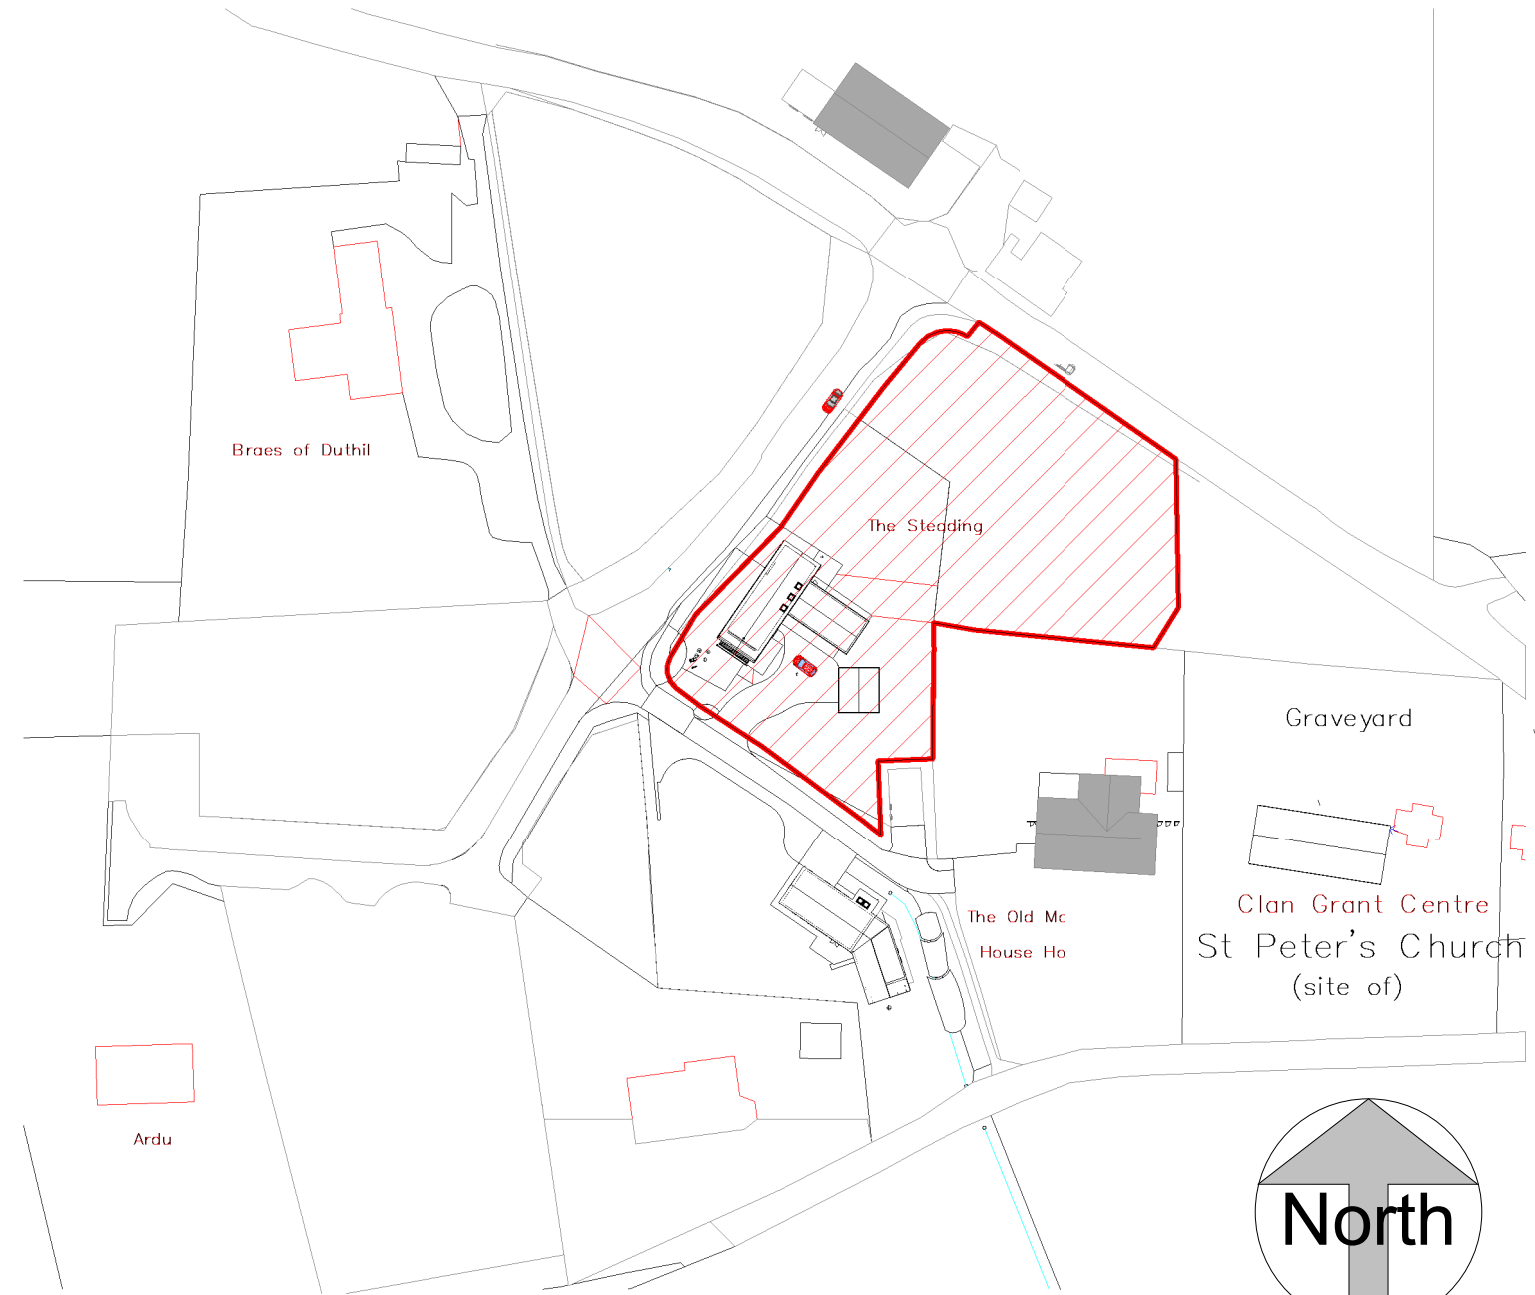 Braes of Duthil
The Steading
Graveyard
Clan Grant Centre
The Old Mc
House Ho
St Peter's Church
(site of)
Ardu
North